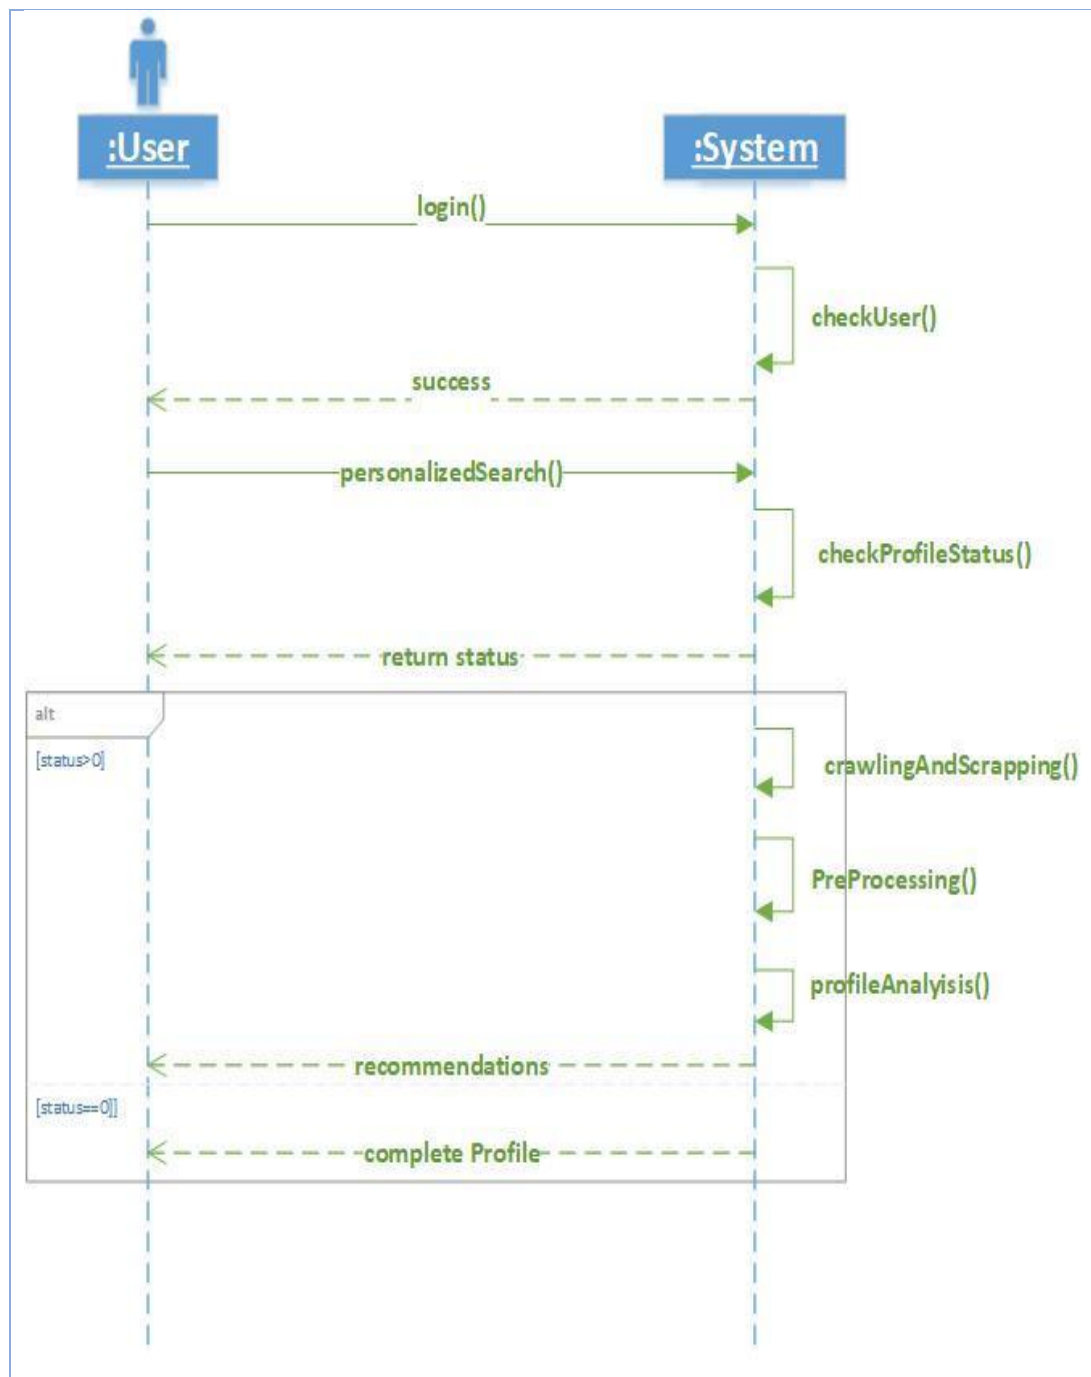 :User
:System
login()
checkUser()
success
personalizedSearch()
checkProfileStatus()
return status
alt
[status>0]
crawlingAndScrapping()
PreProcessing()
profileAnalyisis()
recommendations
[status==0]]
complete Profile